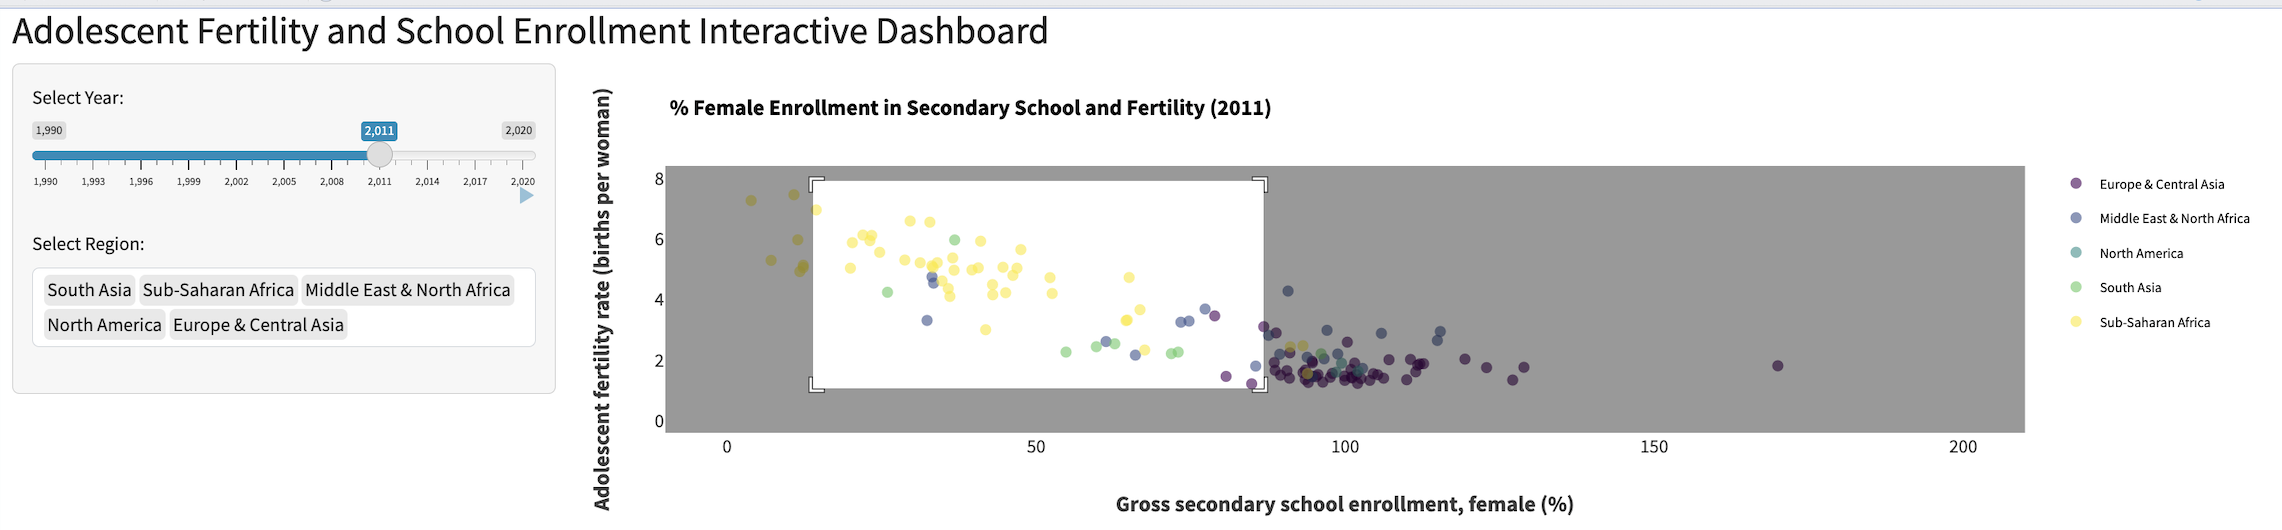 Adolescent Fertility and School Enrollment Interactive Dashboard
Select Year:
1,990 2,011 2,020
1,990 1,993 1,996 1,999 2,002 2,005 2,008 2,011 2,014 2,017 2,020
Select Region:
South Asia Sub-Saharan Africa Middle East & North Africa
North America Europe & Central Asia
% Female Enrollment in Secondary School and Fertility (2011)
Adolescent fertility rate (births per woman)
8
6
4
2
0
0 50 100 150 200
Gross secondary school enrollment, female (%)
Europe & Central Asia
Middle East & North Africa
North America
South Asia
Sub-Saharan Africa